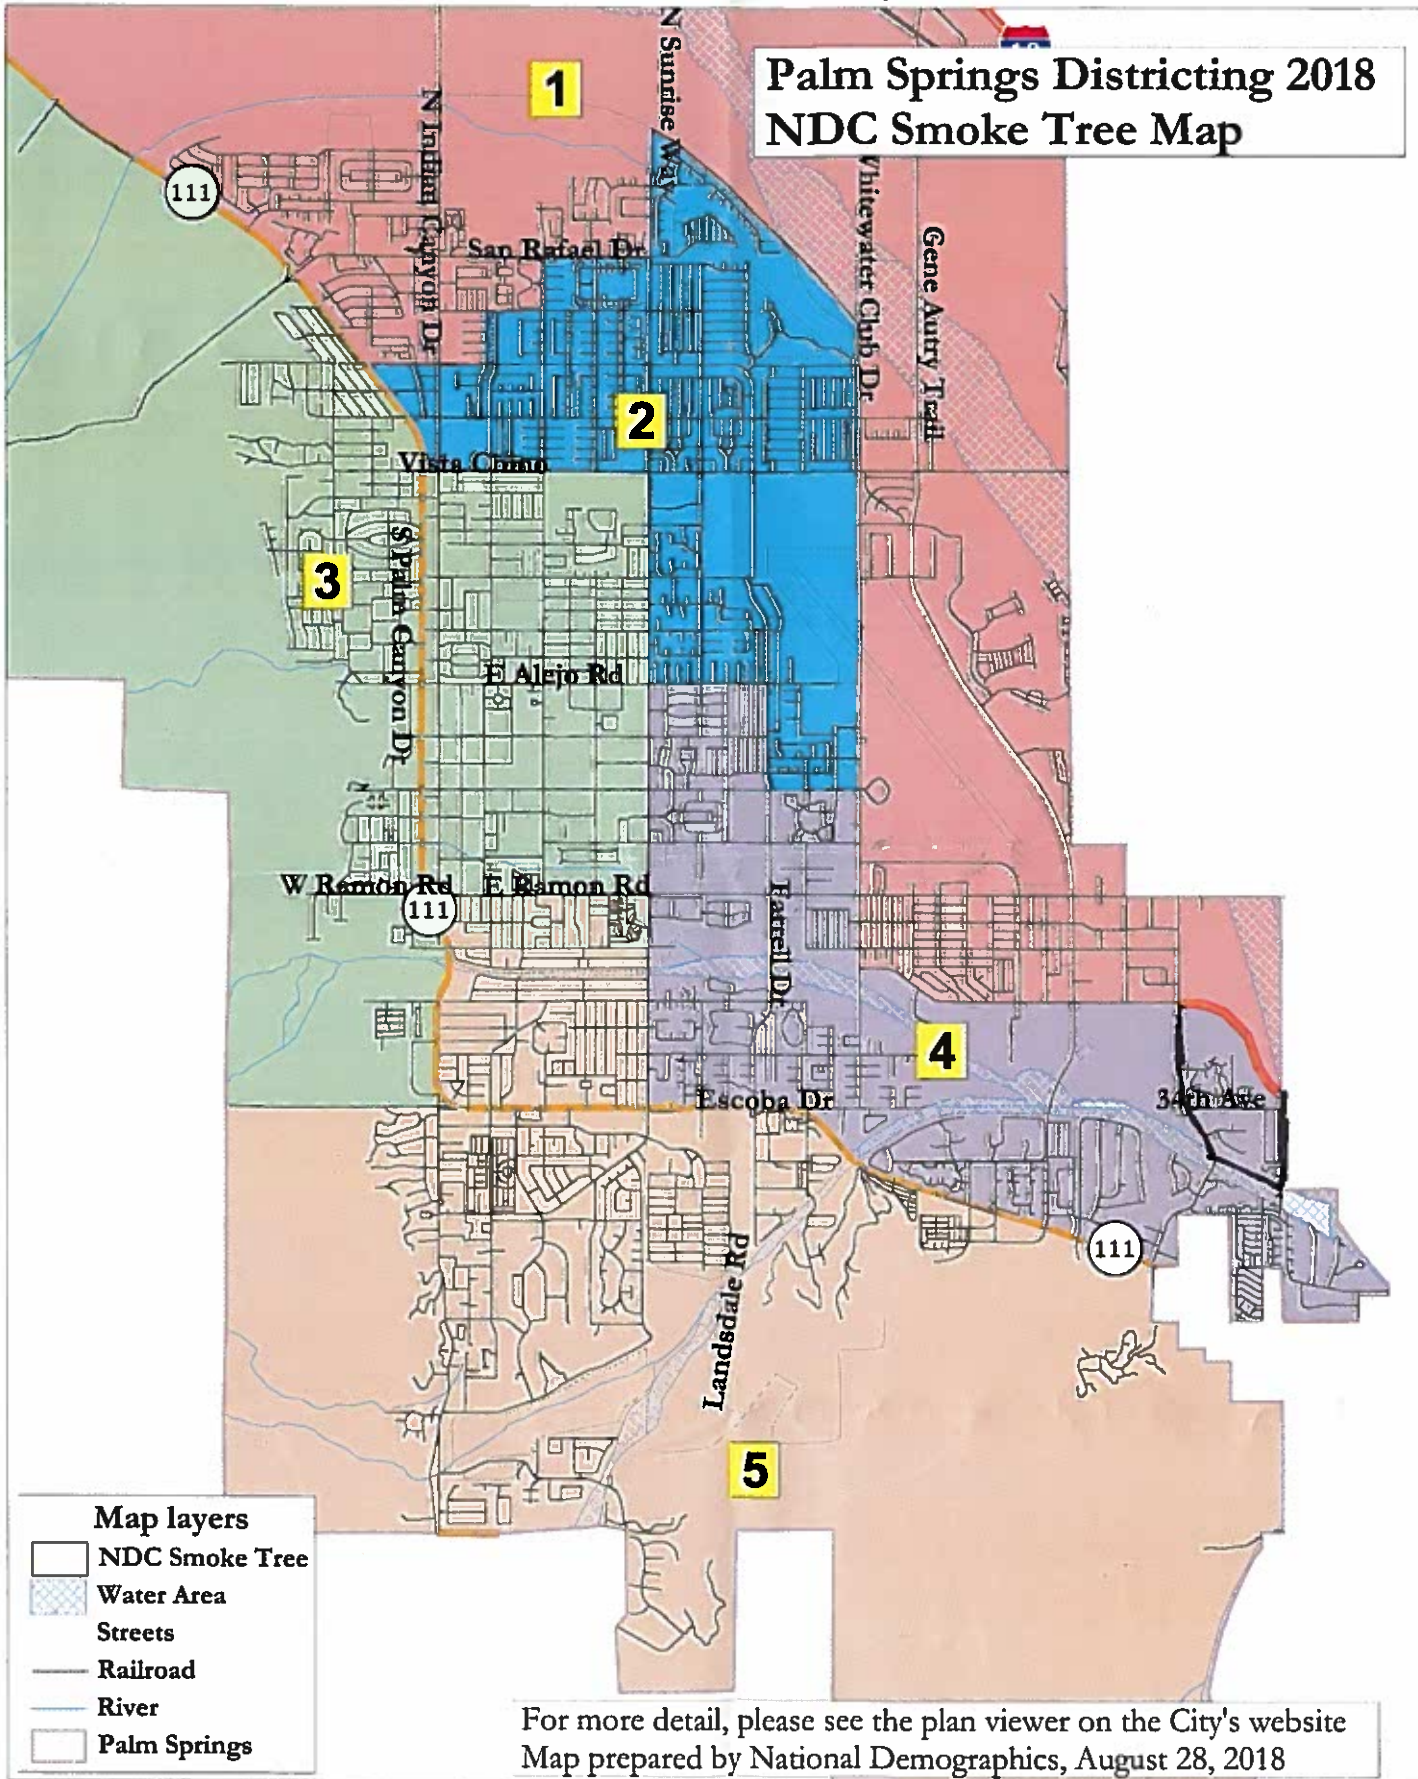 Palm Springs Districting 2018
NDC Smoke Tree Map
1
N Sunrise Way
N Indian Canyon Dr
111
San Rafael Dr
Whitewater Club Dr
Gene Autry Trail
2
Vista Chino
3
S Palm Canyon Dr
E Alejo Rd
W Ramon Rd
E Ramon Rd
111
Farrell Dr
4
Escoba Dr
34th Ave
111
Landsdale Rd
5
Map layers
NDC Smoke Tree
Water Area
Streets
Railroad
River
Palm Springs
For more detail, please see the plan viewer on the City's website
Map prepared by National Demographics, August 28, 2018